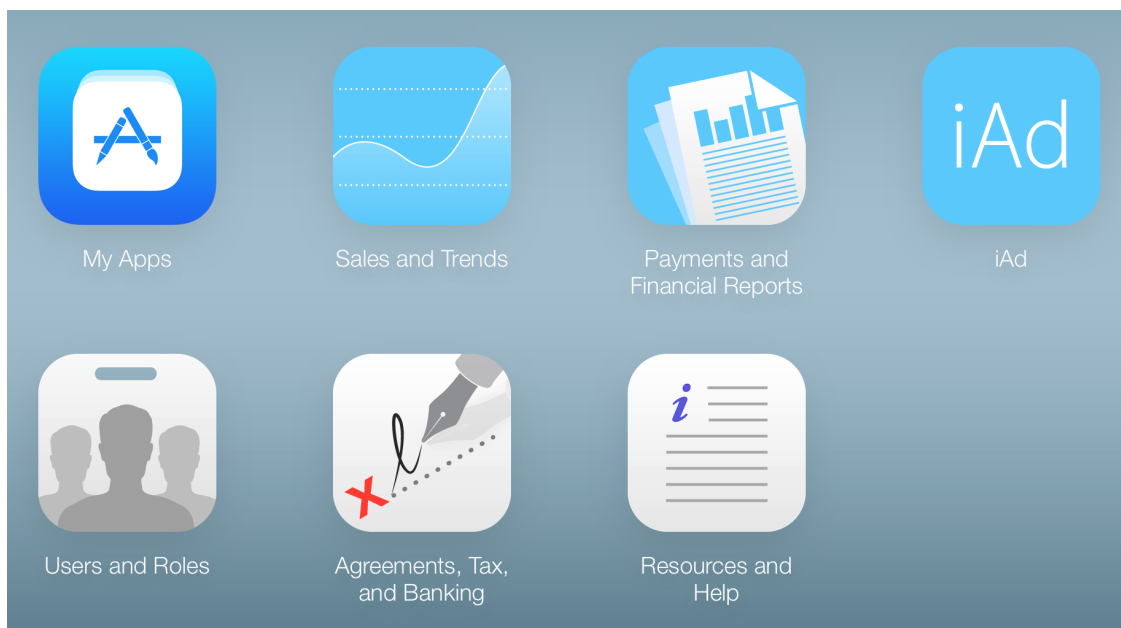 iAd
My Apps
Sales and Trends
Payments and
Financial Reports
iAd
i
Users and Roles
Agreements, Tax,
and Banking
Resources and
Help